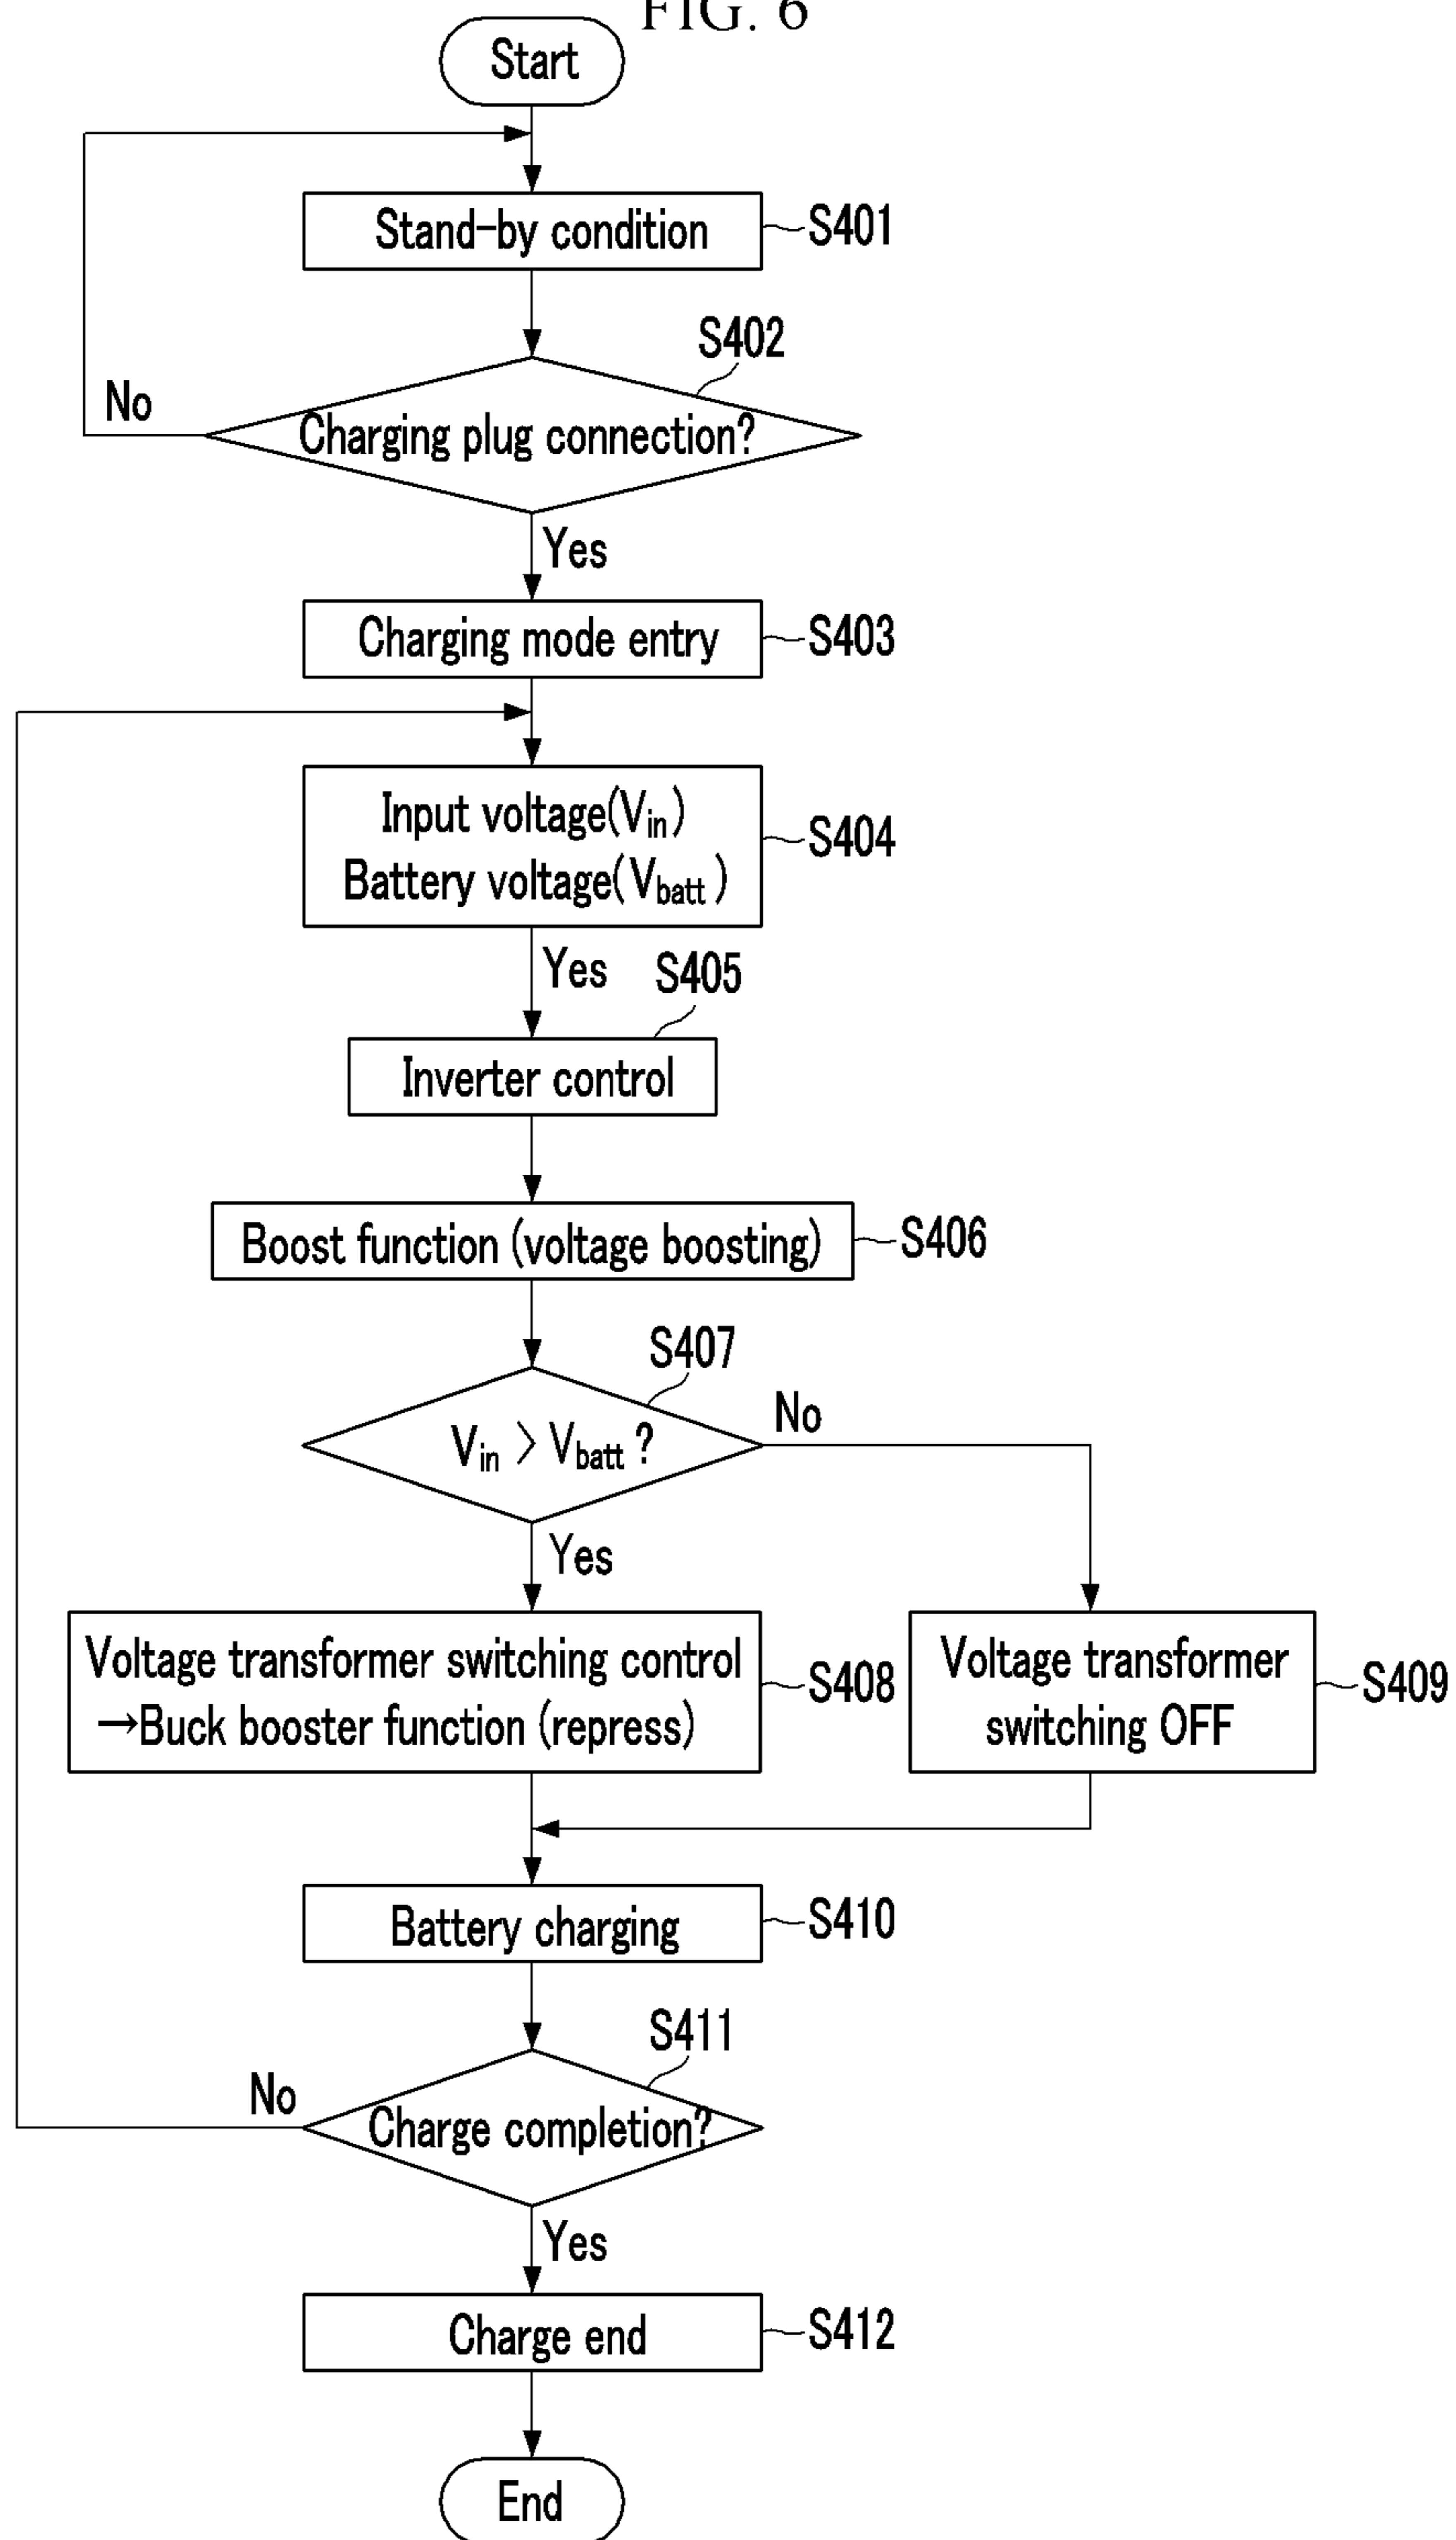 FIG. 6
Start
Stand-by condition
S401
S402
No
Charging plug connection?
Yes
Charging mode entry
S403
Input voltage(Vin)
Battery voltage(Vbatt)
S404
Yes
S405
Inverter control
Boost function (voltage boosting)
S406
S407
Vin > Vbatt ?
No
Yes
Voltage transformer switching control
→Buck booster function (repress)
S408
Voltage transformer
switching OFF
S409
Battery charging
S410
S411
No
Charge completion?
Yes
Charge end
S412
End